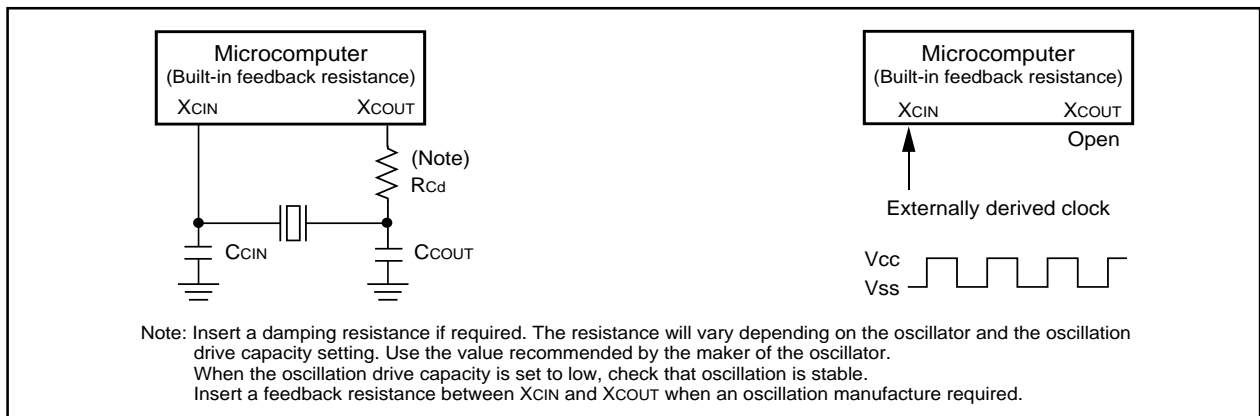 Microcomputer
(Built-in feedback resistance)
XCIN XCOUT
(Note)
RCd
CCIN
CCOUT
Microcomputer
(Built-in feedback resistance)
XCIN XCOUT
Open
Externally derived clock
Vcc
Vss
Note: Insert a damping resistance if required. The resistance will vary depending on the oscillator and the oscillation
drive capacity setting. Use the value recommended by the maker of the oscillator.
When the oscillation drive capacity is set to low, check that oscillation is stable.
Insert a feedback resistance between XCIN and XCOUT when an oscillation manufacture required.